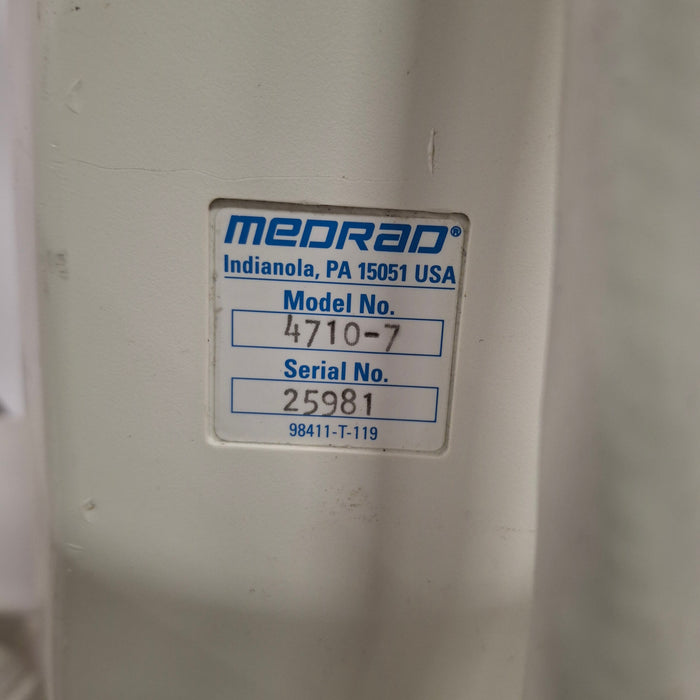 MEDRAD®
Indianola, PA 15051 USA
Model No.
4710-7
Serial No.
25981
98411-T-119